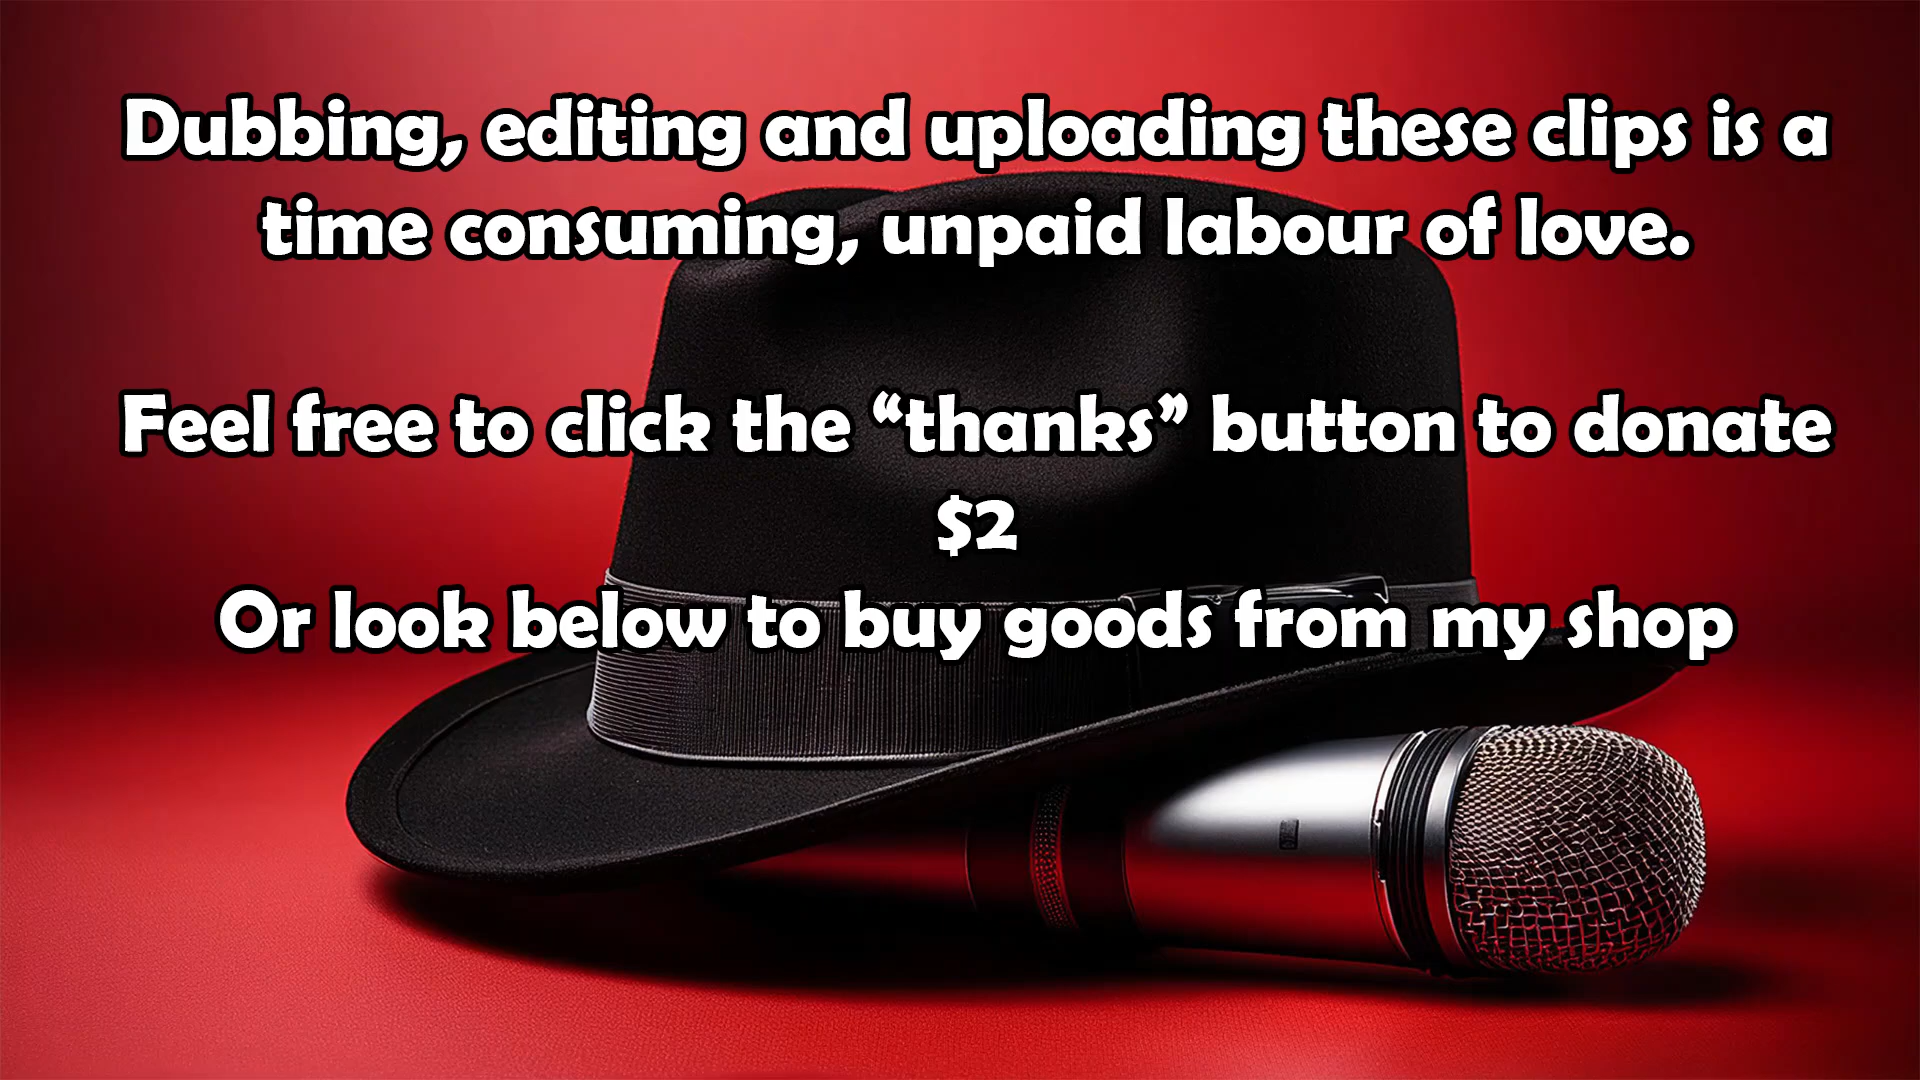 Dubbing, editing and uploading these clips is a
time consuming, unpaid labour of love.
Feel free to click the “thanks” button to donate
$2
Or look below to buy goods from my shop